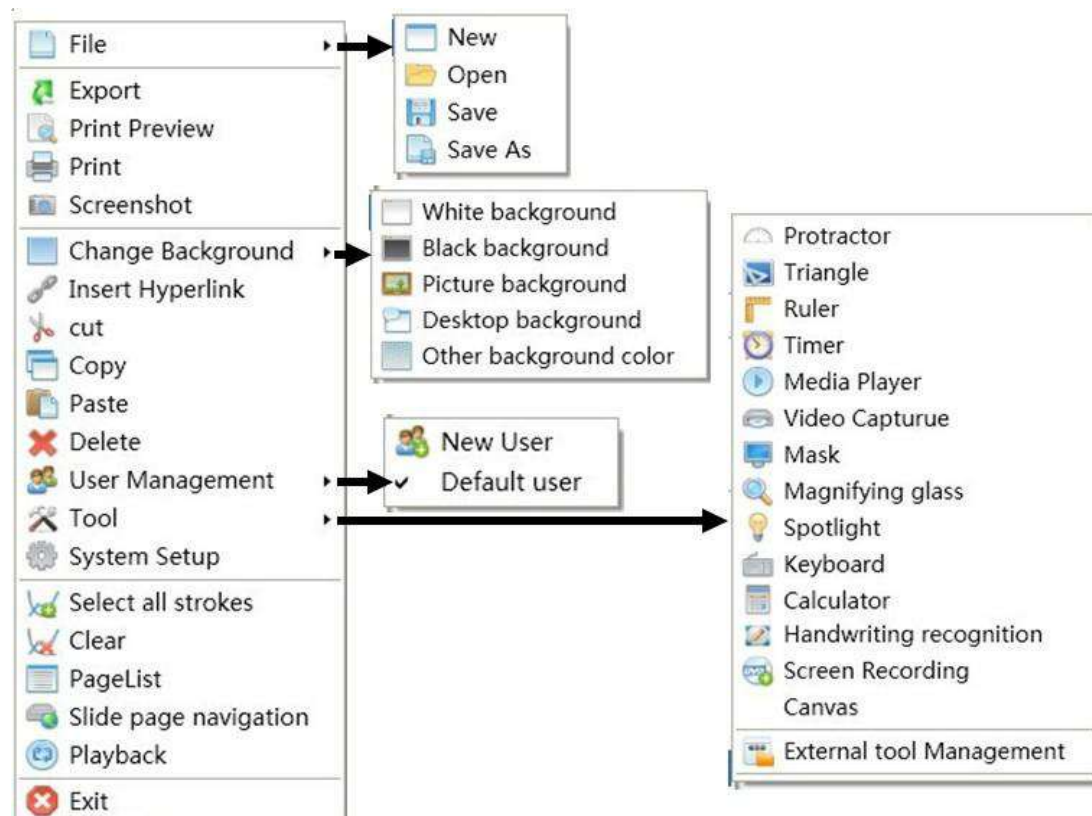 File
Export
Print Preview
Print
Screenshot
Change Background
Insert Hyperlink
cut
Copy
Paste
Delete
User Management
Tool
System Setup
Select all strokes
Clear
PageList
Slide page navigation
Playback
Exit
New
Open
Save
Save As
White background
Black background
Picture background
Desktop background
Other background color
New User
Default user
Protractor
Triangle
Ruler
Timer
Media Player
Video Capturue
Mask
Magnifying glass
Spotlight
Keyboard
Calculator
Handwriting recognition
Screen Recording
Canvas
External tool Management